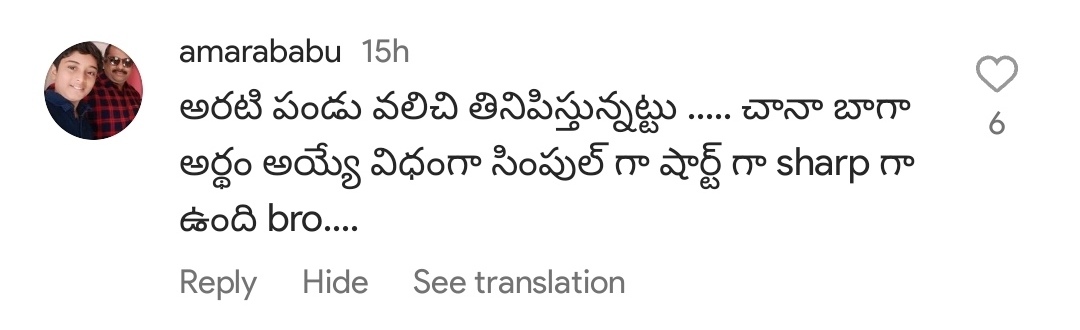 amarababu 15h
అరటి పండు వలిచి తినిపిస్తున్నట్టు ..... చానా బాగా
అర్థం అయ్యే విధంగా సింపుల్ గా షార్ట్ గా sharp గా
ఉంది bro....
6
Reply Hide See translation